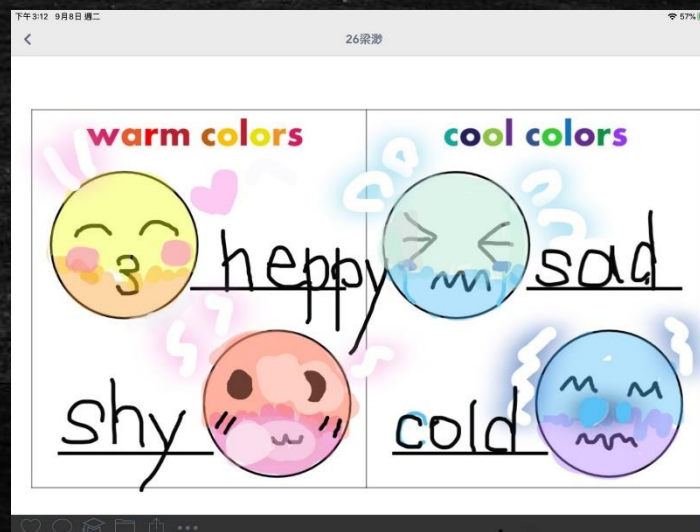 下午3:12 9月8日 週二
57%
26梁渺
warm colors
cool colors
heppy
sad
shy
cold